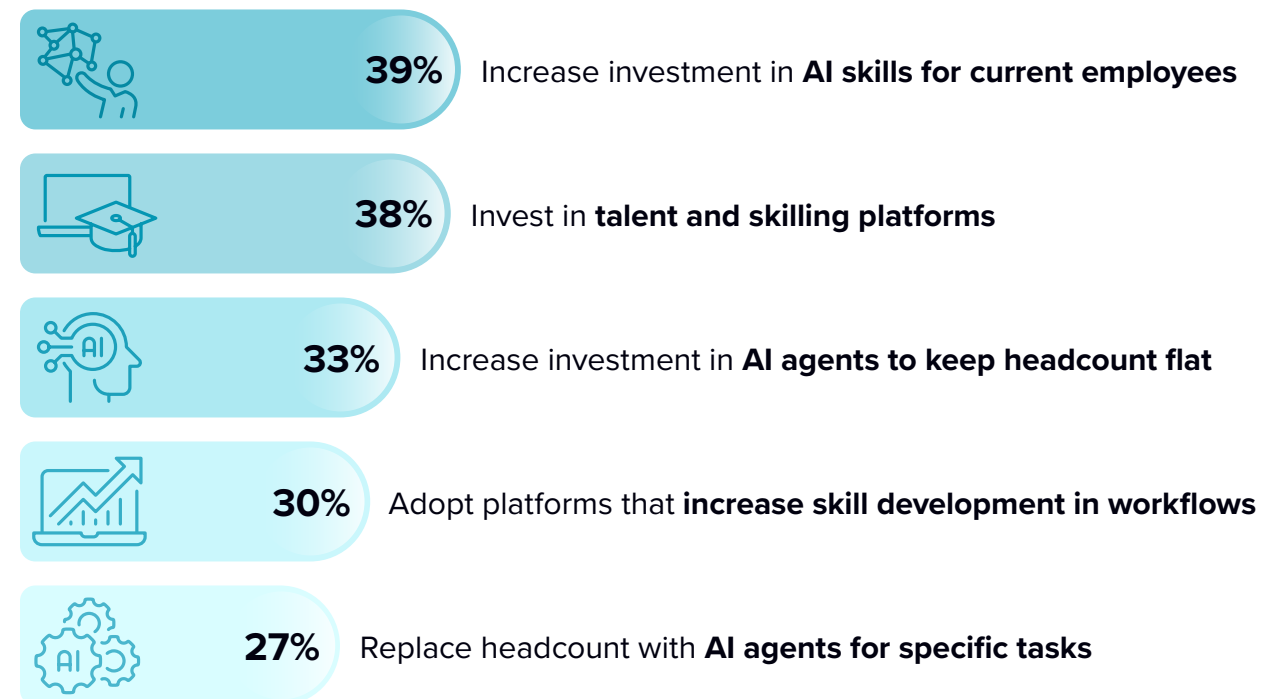 39% Increase investment in AI skills for current employees
38% Invest in talent and skilling platforms
AI
33% Increase investment in AI agents to keep headcount flat
30% Adopt platforms that increase skill development in workflows
AI
27% Replace headcount with AI agents for specific tasks